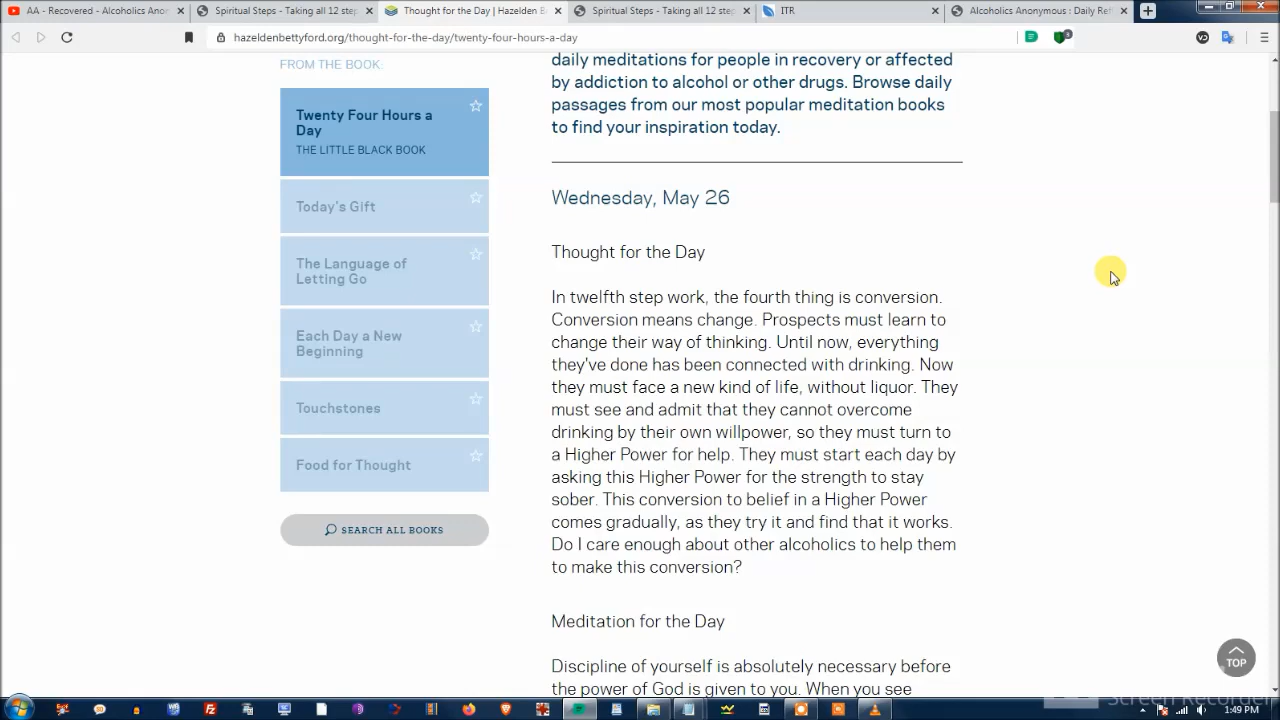 AA - Recovered - Alcoholics Anon
Spiritual Steps - Taking all 12 step
Thought for the Day | Hazelden B
Spiritual Steps - Taking all 12 step
ITR
Alcoholics Anonymous : Daily Ref
hazeldenbettyford.org/thought-for-the-day/twenty-four-hours-a-day
FROM THE BOOK:
Twenty Four Hours a
Day
THE LITTLE BLACK BOOK
Today's Gift
The Language of
Letting Go
Each Day a New
Beginning
Touchstones
Food for Thought
SEARCH ALL BOOKS
daily meditations for people in recovery or affected
by addiction to alcohol or other drugs. Browse daily
passages from our most popular meditation books
to find your inspiration today.
Wednesday, May 26
Thought for the Day
In twelfth step work, the fourth thing is conversion.
Conversion means change. Prospects must learn to
change their way of thinking. Until now, everything
they've done has been connected with drinking. Now
they must face a new kind of life, without liquor. They
must see and admit that they cannot overcome
drinking by their own willpower, so they must turn to
a Higher Power for help. They must start each day by
asking this Higher Power for the strength to stay
sober. This conversion to belief in a Higher Power
comes gradually, as they try it and find that it works.
Do I care enough about other alcoholics to help them
to make this conversion?
Meditation for the Day
Discipline of yourself is absolutely necessary before
the power of God is given to you. When you see
TOP
Screen Recorder
1:49 PM